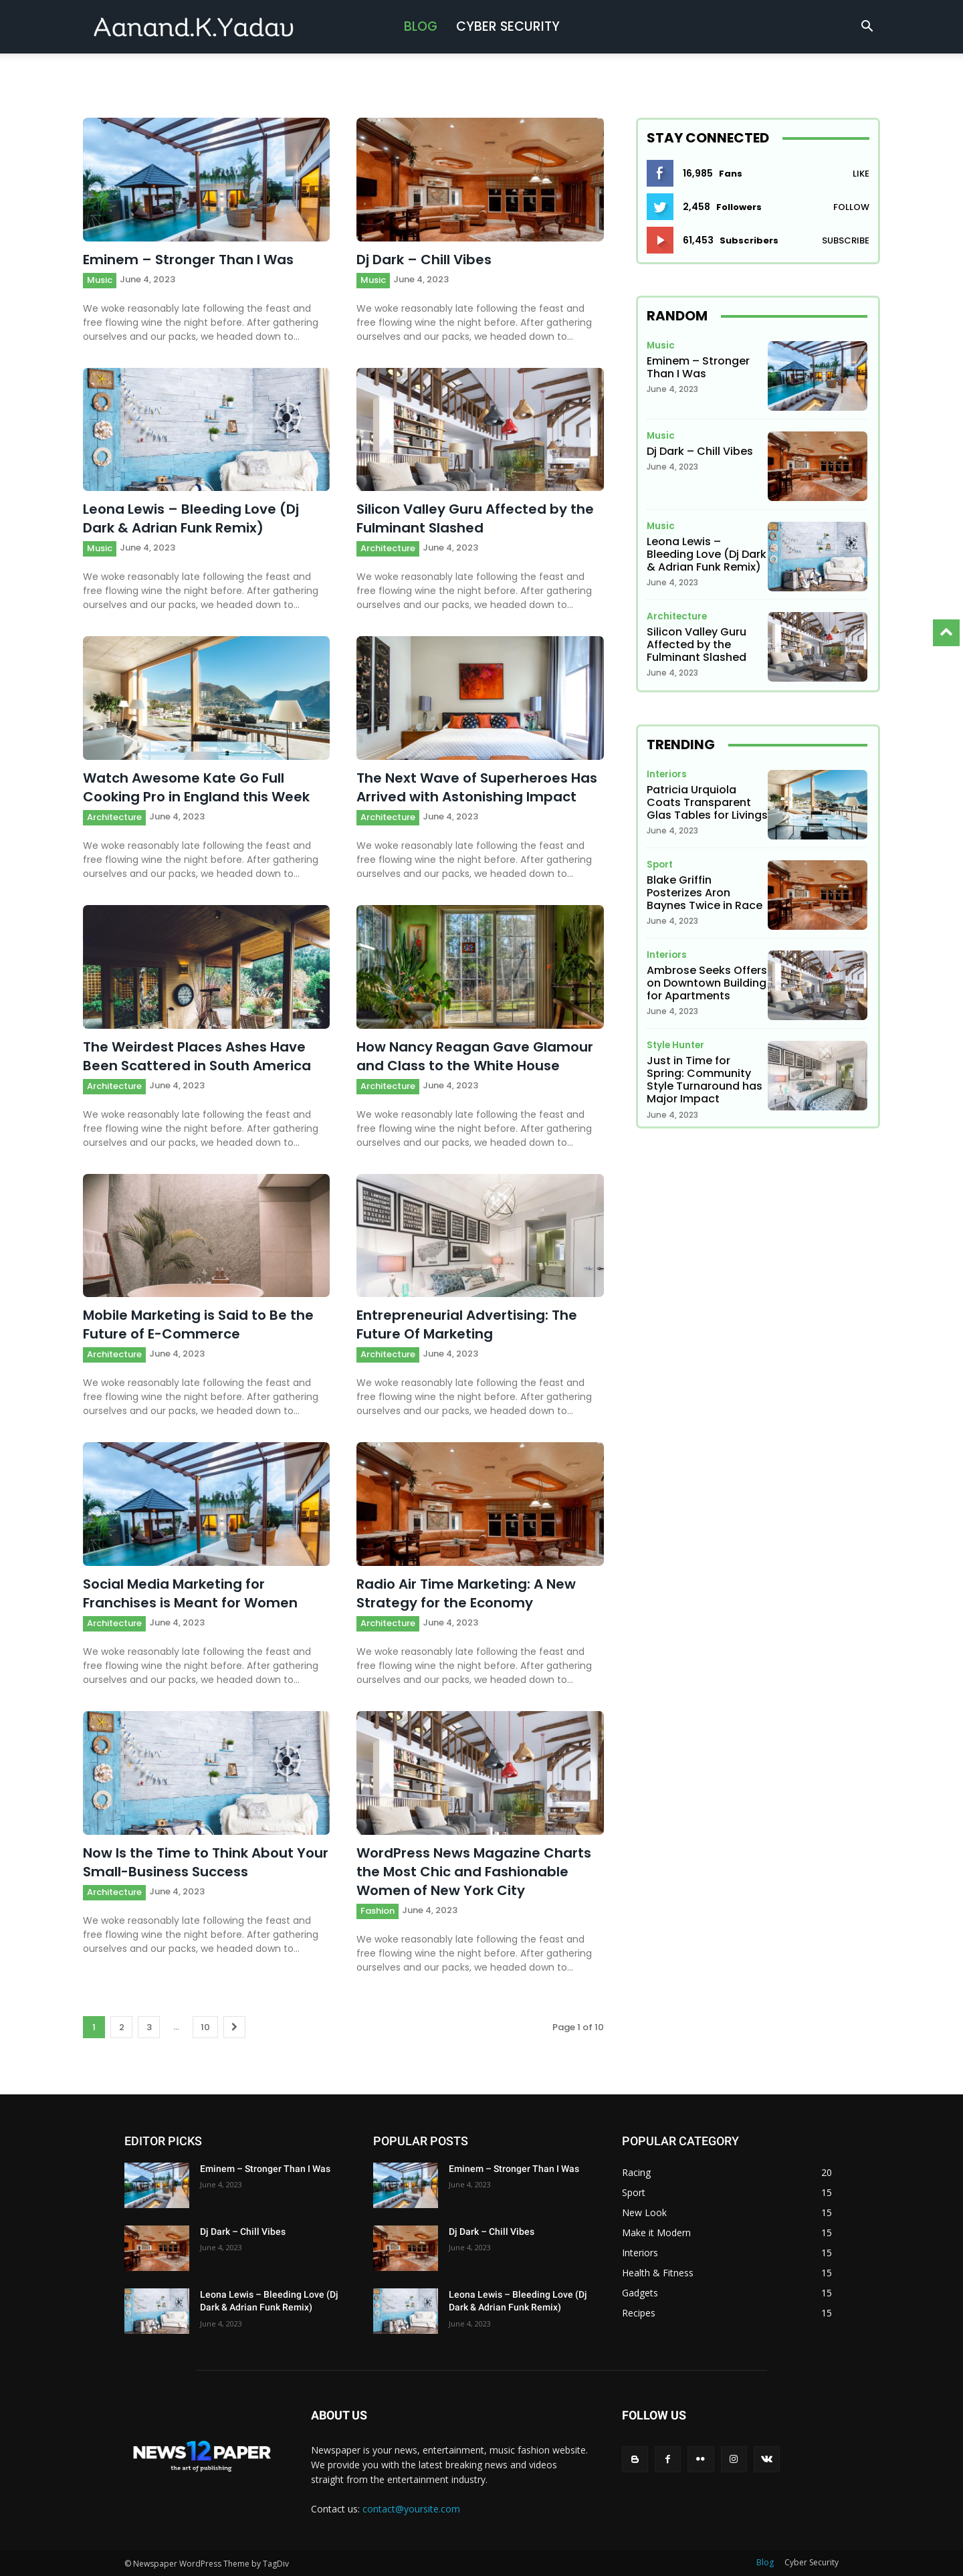 Aanand.K.Yadav
BLOG
CYBER SECURITY
Eminem – Stronger Than I Was
Music June 4, 2023
We woke reasonably late following the feast and
free flowing wine the night before. After gathering
ourselves and our packs, we headed down to...
Dj Dark – Chill Vibes
Music June 4, 2023
We woke reasonably late following the feast and
free flowing wine the night before. After gathering
ourselves and our packs, we headed down to...
Leona Lewis – Bleeding Love (Dj
Dark & Adrian Funk Remix)
Music June 4, 2023
We woke reasonably late following the feast and
free flowing wine the night before. After gathering
ourselves and our packs, we headed down to...
Silicon Valley Guru Affected by the
Fulminant Slashed
Architecture June 4, 2023
We woke reasonably late following the feast and
free flowing wine the night before. After gathering
ourselves and our packs, we headed down to...
Watch Awesome Kate Go Full
Cooking Pro in England this Week
Architecture June 4, 2023
We woke reasonably late following the feast and
free flowing wine the night before. After gathering
ourselves and our packs, we headed down to...
The Next Wave of Superheroes Has
Arrived with Astonishing Impact
Architecture June 4, 2023
We woke reasonably late following the feast and
free flowing wine the night before. After gathering
ourselves and our packs, we headed down to...
The Weirdest Places Ashes Have
Been Scattered in South America
Architecture June 4, 2023
We woke reasonably late following the feast and
free flowing wine the night before. After gathering
ourselves and our packs, we headed down to...
How Nancy Reagan Gave Glamour
and Class to the White House
Architecture June 4, 2023
We woke reasonably late following the feast and
free flowing wine the night before. After gathering
ourselves and our packs, we headed down to...
Mobile Marketing is Said to Be the
Future of E-Commerce
Architecture June 4, 2023
We woke reasonably late following the feast and
free flowing wine the night before. After gathering
ourselves and our packs, we headed down to...
Entrepreneurial Advertising: The
Future Of Marketing
Architecture June 4, 2023
We woke reasonably late following the feast and
free flowing wine the night before. After gathering
ourselves and our packs, we headed down to...
Social Media Marketing for
Franchises is Meant for Women
Architecture June 4, 2023
We woke reasonably late following the feast and
free flowing wine the night before. After gathering
ourselves and our packs, we headed down to...
Radio Air Time Marketing: A New
Strategy for the Economy
Architecture June 4, 2023
We woke reasonably late following the feast and
free flowing wine the night before. After gathering
ourselves and our packs, we headed down to...
Now Is the Time to Think About Your
Small-Business Success
Architecture June 4, 2023
We woke reasonably late following the feast and
free flowing wine the night before. After gathering
ourselves and our packs, we headed down to...
WordPress News Magazine Charts
the Most Chic and Fashionable
Women of New York City
Fashion June 4, 2023
We woke reasonably late following the feast and
free flowing wine the night before. After gathering
ourselves and our packs, we headed down to...
1 2 3 ... 10
Page 1 of 10
STAY CONNECTED
16,985 Fans LIKE
2,458 Followers FOLLOW
61,453 Subscribers SUBSCRIBE
RANDOM
Music
Eminem – Stronger
Than I Was
June 4, 2023
Music
Dj Dark – Chill Vibes
June 4, 2023
Music
Leona Lewis –
Bleeding Love (Dj Dark
& Adrian Funk Remix)
June 4, 2023
Architecture
Silicon Valley Guru
Affected by the
Fulminant Slashed
June 4, 2023
TRENDING
Interiors
Patricia Urquiola
Coats Transparent
Glas Tables for Livings
June 4, 2023
Sport
Blake Griffin
Posterizes Aron
Baynes Twice in Race
June 4, 2023
Interiors
Ambrose Seeks Offers
on Downtown Building
for Apartments
June 4, 2023
Style Hunter
Just in Time for
Spring: Community
Style Turnaround has
Major Impact
June 4, 2023
EDITOR PICKS
Eminem – Stronger Than I Was
June 4, 2023
Dj Dark – Chill Vibes
June 4, 2023
Leona Lewis – Bleeding Love (Dj
Dark & Adrian Funk Remix)
June 4, 2023
POPULAR POSTS
Eminem – Stronger Than I Was
June 4, 2023
Dj Dark – Chill Vibes
June 4, 2023
Leona Lewis – Bleeding Love (Dj
Dark & Adrian Funk Remix)
June 4, 2023
POPULAR CATEGORY
Racing 20
Sport 15
New Look 15
Make it Modern 15
Interiors 15
Health & Fitness 15
Gadgets 15
Recipes 15
NEWS12PAPER
the art of publishing
ABOUT US
Newspaper is your news, entertainment, music fashion website.
We provide you with the latest breaking news and videos
straight from the entertainment industry.
Contact us: contact@yoursite.com
FOLLOW US
© Newspaper WordPress Theme by TagDiv
Blog Cyber Security